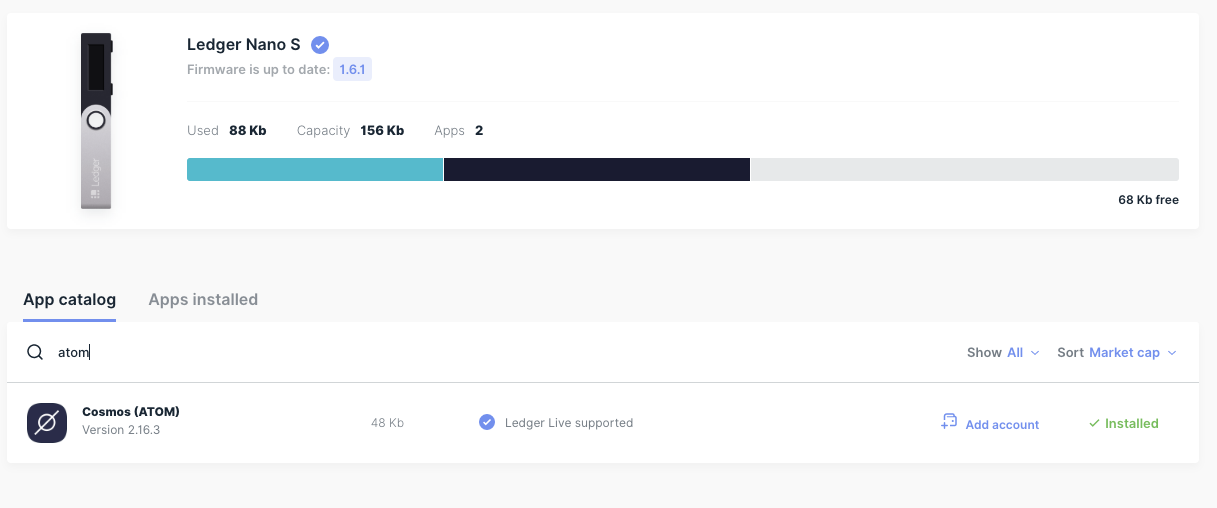 Ledger Nano S
Firmware is up to date: 1.6.1
Used 88 Kb Capacity 156 Kb Apps 2
Ledger
68 Kb free
App catalog Apps installed
atom Show All Sort Market cap
Cosmos (ATOM)
Version 2.16.3
48 Kb Ledger Live supported Add account Installed